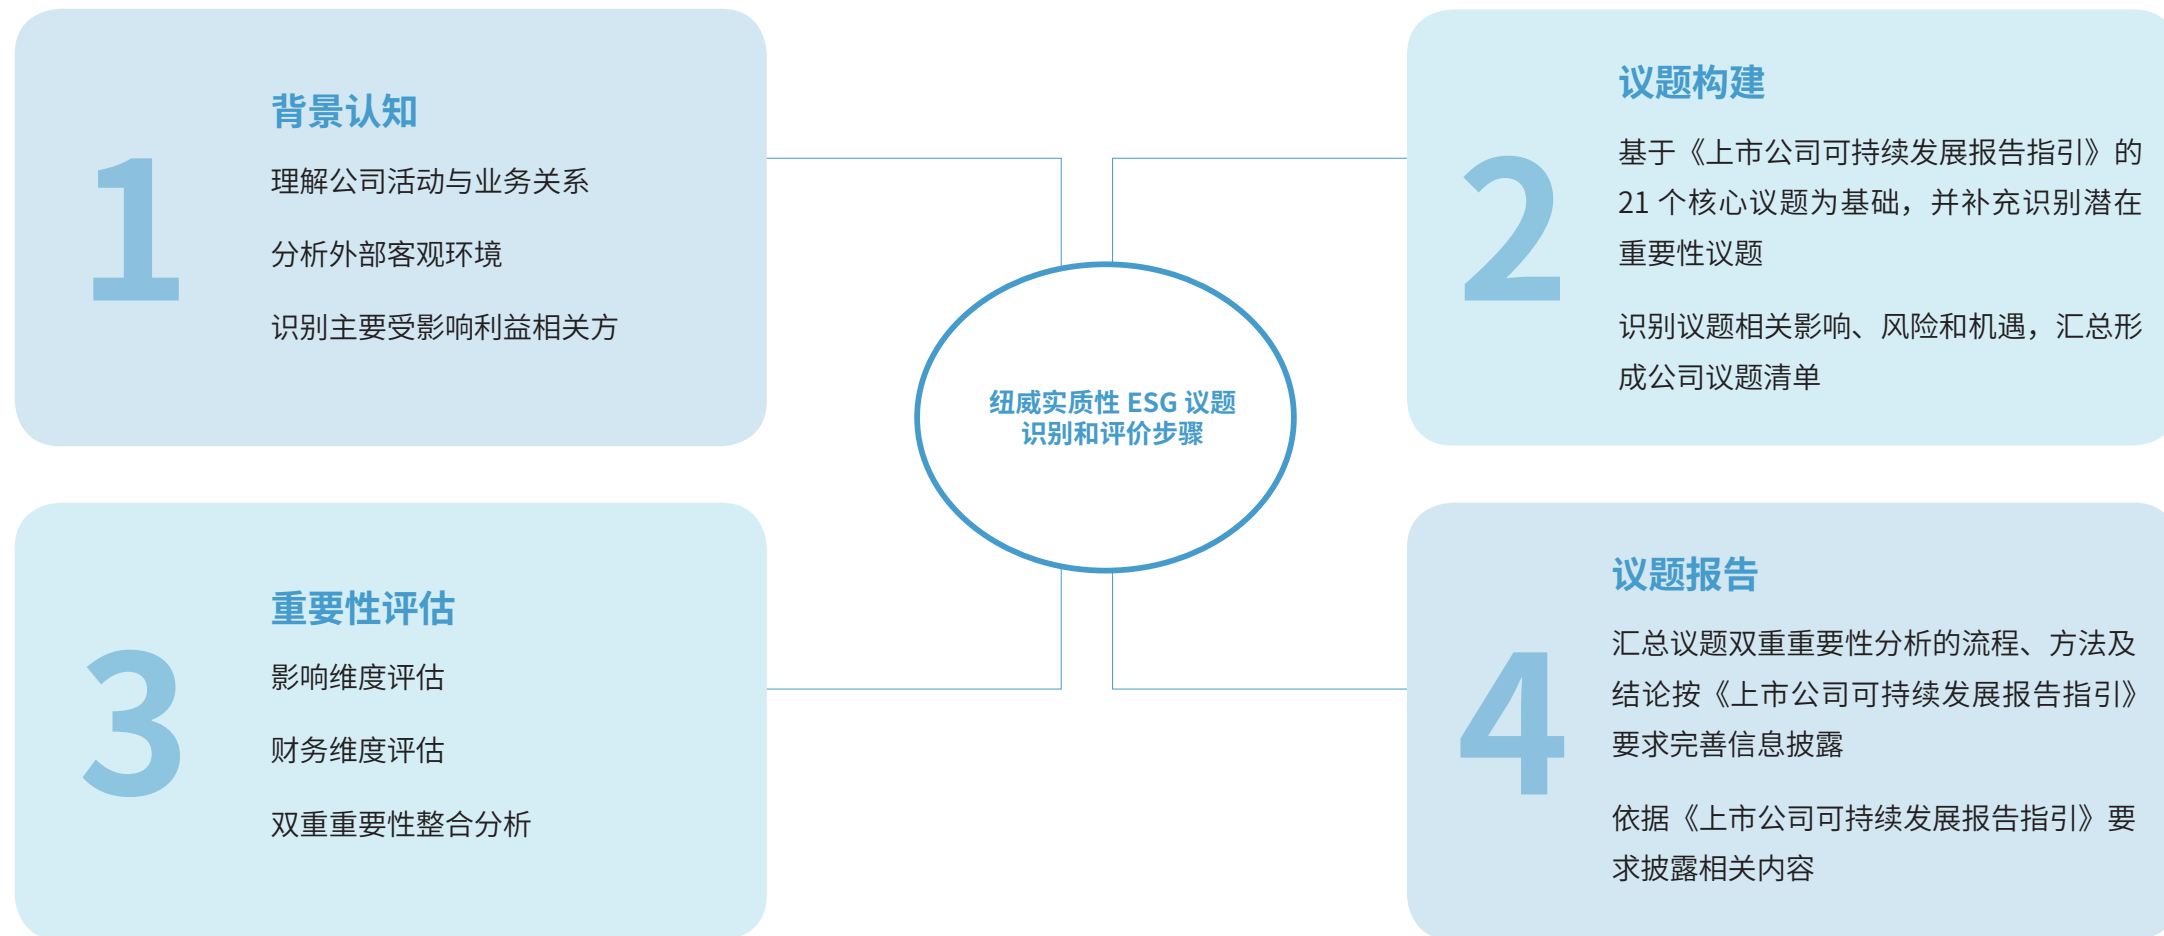 1
背景认知
理解公司活动与业务关系
分析外部客观环境
识别主要受影响利益相关方
2
议题构建
基于《上市公司可持续发展报告指引》的
21 个核心议题为基础，并补充识别潜在
重要性议题
识别议题相关影响、风险和机遇，汇总形
成公司议题清单
纽威实质性 ESG 议题
识别和评价步骤
3
重要性评估
影响维度评估
财务维度评估
双重重要性整合分析
4
议题报告
汇总议题双重重要性分析的流程、方法及
结论按《上市公司可持续发展报告指引》
要求完善信息披露
依据《上市公司可持续发展报告指引》要
求披露相关内容